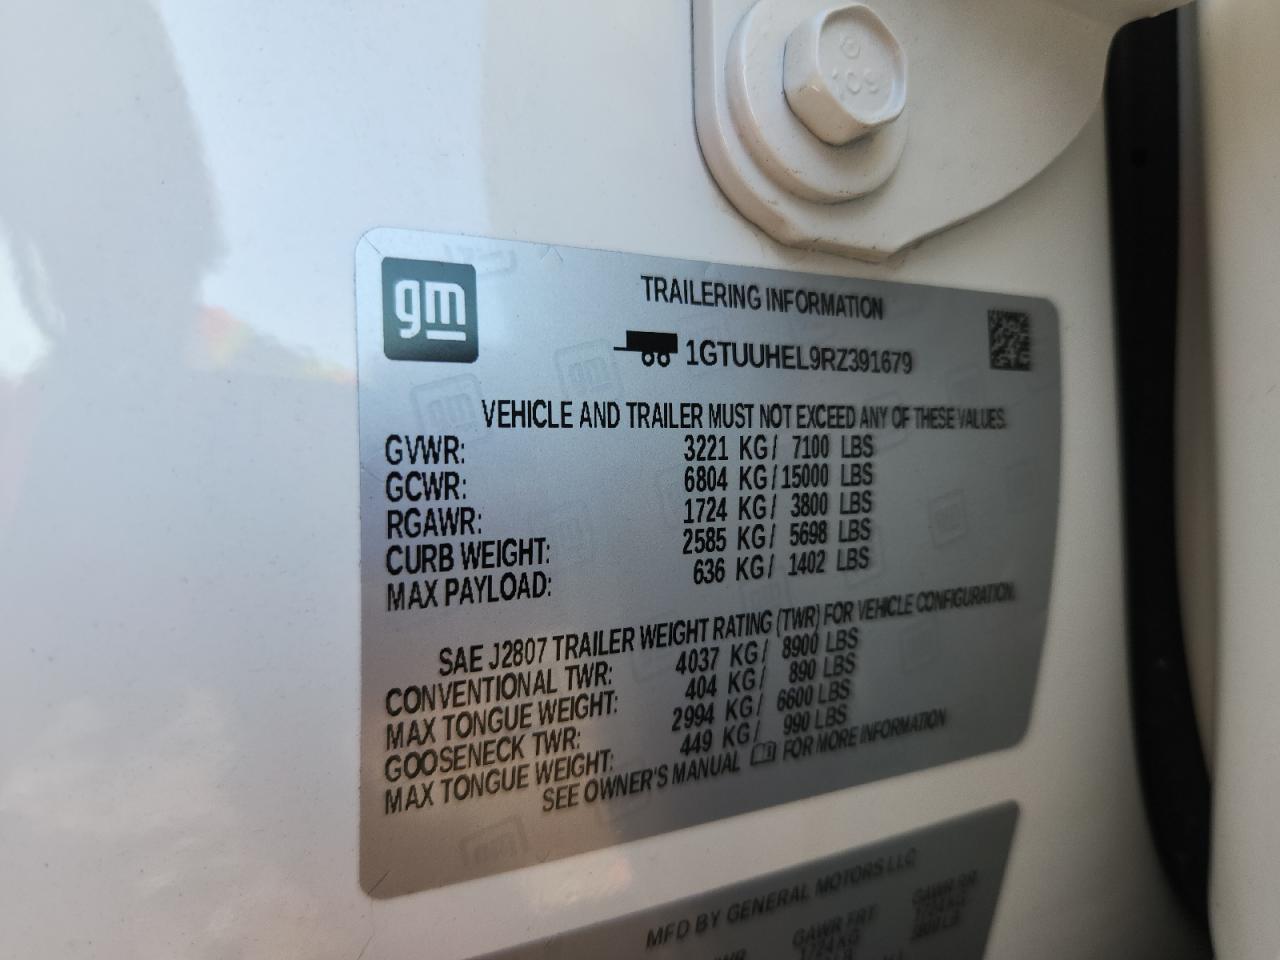 gm
TRAILERING INFORMATION
1GTUUHEL9RZ391679
VEHICLE AND TRAILER MUST NOT EXCEED ANY OF THESE VALUES.
GVWR: 3221 KG/ 7100 LBS
GCWR: 6804 KG/15000 LBS
RGAWR: 1724 KG/ 3800 LBS
CURB WEIGHT: 2585 KG/ 5698 LBS
MAX PAYLOAD: 636 KG/ 1402 LBS
SAE J2807 TRAILER WEIGHT RATING (TWR) FOR VEHICLE CONFIGURATION.
CONVENTIONAL TWR: 4037 KG/ 8900 LBS
MAX TONGUE WEIGHT: 404 KG/ 890 LBS
GOOSENECK TWR: 2994 KG/ 6600 LBS
MAX TONGUE WEIGHT: 449 KG/ 990 LBS
SEE OWNER'S MANUAL FOR MORE INFORMATION
MFD BY GENERAL MOTORS LLC
GAWR FRT GAWR RR